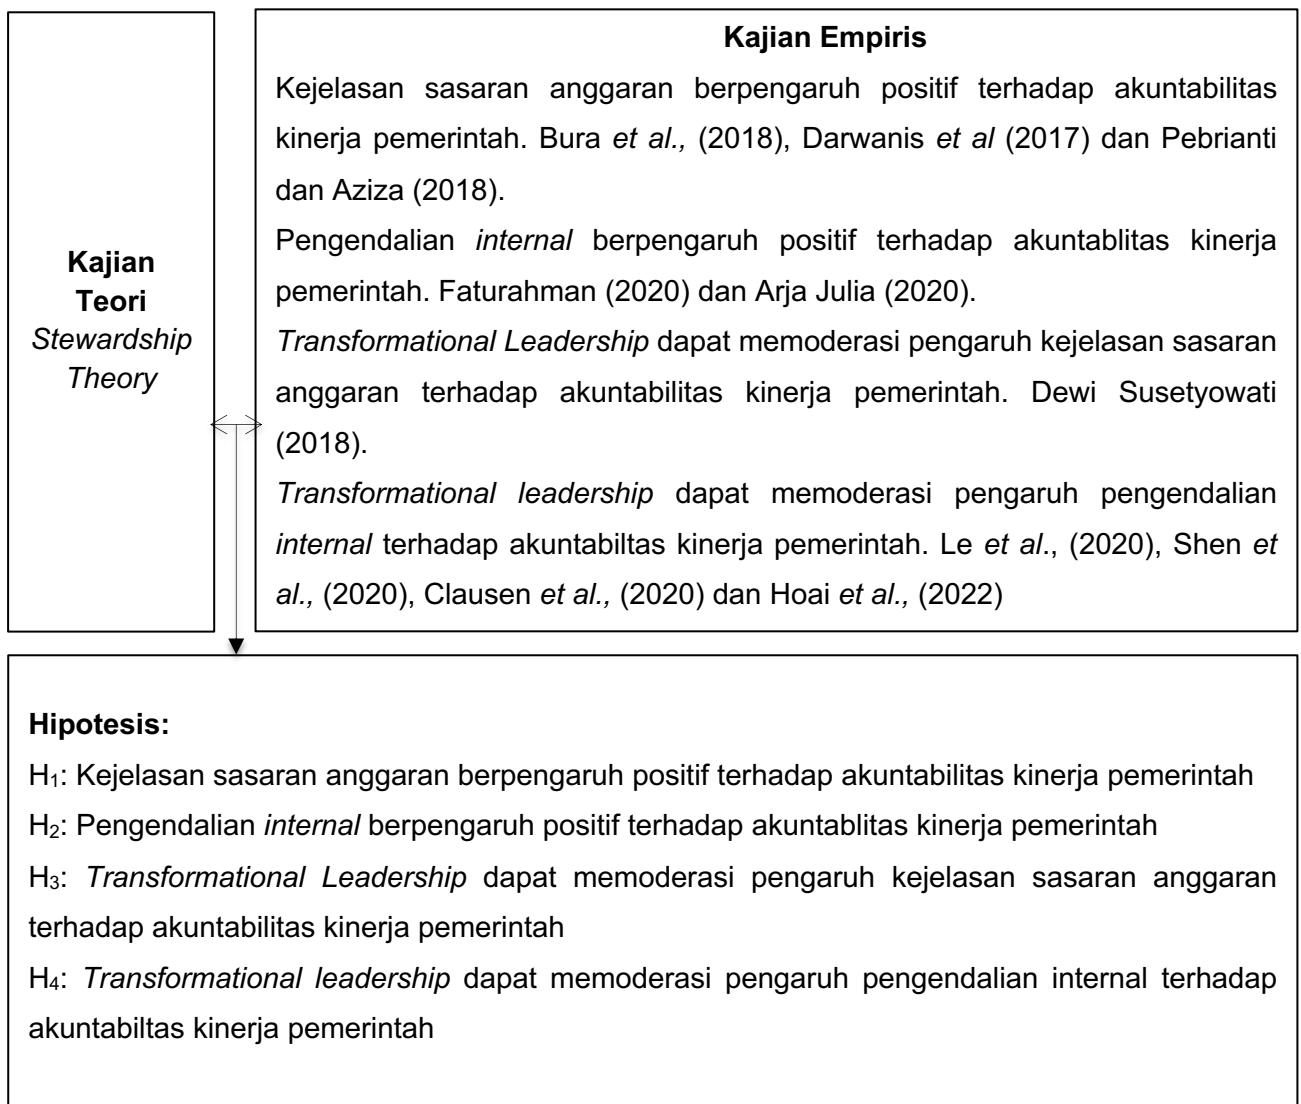 Kajian
Teori
Stewardship
Theory
Kajian Empiris
Kejelasan sasaran anggaran berpengaruh positif terhadap akuntabilitas
kinerja pemerintah. Bura et al., (2018), Darwanis et al (2017) dan Pebrianti
dan Aziza (2018).
Pengendalian internal berpengaruh positif terhadap akuntablitas kinerja
pemerintah. Faturahman (2020) dan Arja Julia (2020).
Transformational Leadership dapat memoderasi pengaruh kejelasan sasaran
anggaran terhadap akuntabilitas kinerja pemerintah. Dewi Susetyowati
(2018).
Transformational leadership dapat memoderasi pengaruh pengendalian
internal terhadap akuntabiltas kinerja pemerintah. Le et al., (2020), Shen et
al., (2020), Clausen et al., (2020) dan Hoai et al., (2022)
Hipotesis:
H₁: Kejelasan sasaran anggaran berpengaruh positif terhadap akuntabilitas kinerja pemerintah
H₂: Pengendalian internal berpengaruh positif terhadap akuntablitas kinerja pemerintah
H₃: Transformational Leadership dapat memoderasi pengaruh kejelasan sasaran anggaran
terhadap akuntabilitas kinerja pemerintah
H₄: Transformational leadership dapat memoderasi pengaruh pengendalian internal terhadap
akuntabiltas kinerja pemerintah